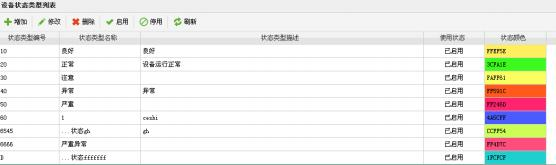 设备状态类型列表
增加 修改 删除 启用 停用 刷新
状态类型编号 状态类型名称 状态类型描述 使用状态 状态颜色
10 良好 良好 已启用 FFEF5E
20 正常 设备运行正常 已启用 3CFA1E
30 注意 已启用 FAFF61
40 异常 异常 已启用 FF591C
50 严重 已启用 FF246D
60 1 ceshi 已启用 4A5CFF
6545 ...状态gh gh 已启用 CCFF54
6666 严重异常 已启用 FF4D7C
D ...状态fffffff 已启用 1FCFCF